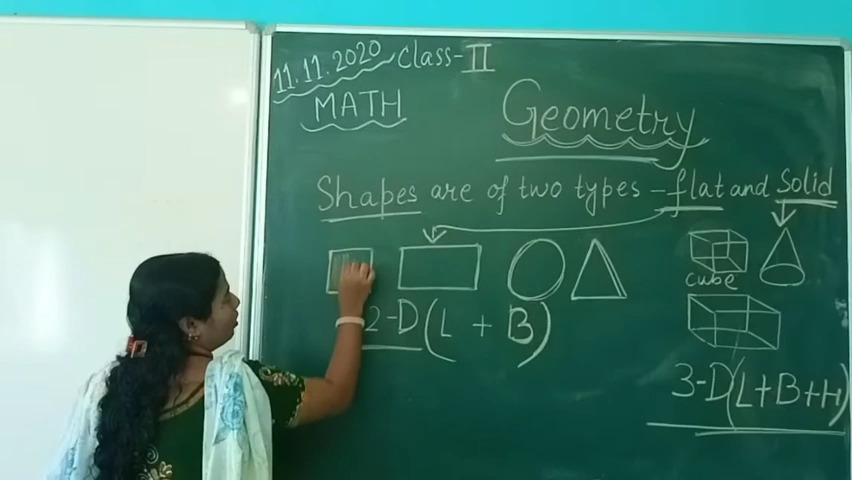 11.11.2020 Class-II
MATH
Geometry
Shapes are of two types - flat and Solid
cube
2-D(L + B)
3-D(L+B+H)